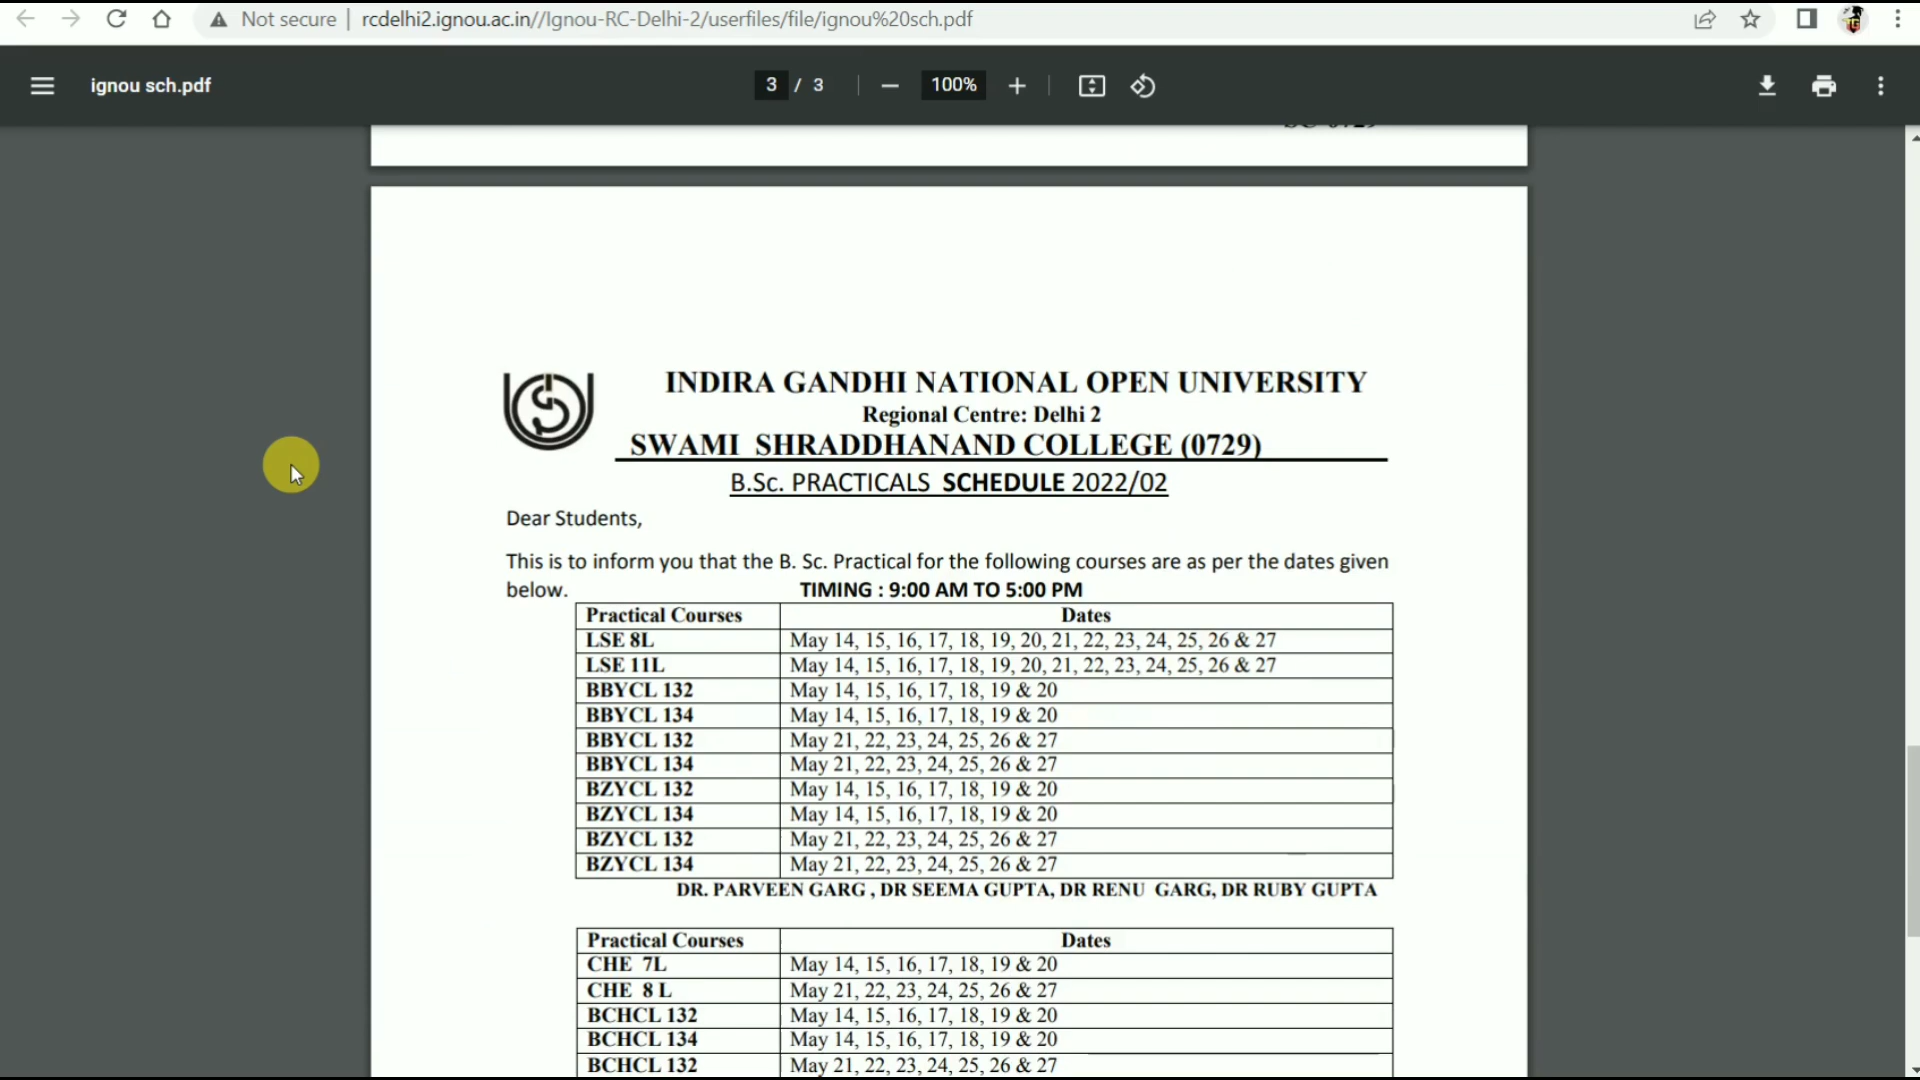 Not secure | rcdelhi2.ignou.ac.in//Ignou-RC-Delhi-2/userfiles/file/ignou%20sch.pdf
ignou sch.pdf 3 / 3 100%
INDIRA GANDHI NATIONAL OPEN UNIVERSITY
Regional Centre: Delhi 2
SWAMI SHRADDHANAND COLLEGE (0729)
B.Sc. PRACTICALS SCHEDULE 2022/02
Dear Students,
This is to inform you that the B. Sc. Practical for the following courses are as per the dates given
below. TIMING : 9:00 AM TO 5:00 PM
Practical Courses Dates
LSE 8L May 14, 15, 16, 17, 18, 19, 20, 21, 22, 23, 24, 25, 26 & 27
LSE 11L May 14, 15, 16, 17, 18, 19, 20, 21, 22, 23, 24, 25, 26 & 27
BBYCL 132 May 14, 15, 16, 17, 18, 19 & 20
BBYCL 134 May 14, 15, 16, 17, 18, 19 & 20
BBYCL 132 May 21, 22, 23, 24, 25, 26 & 27
BBYCL 134 May 21, 22, 23, 24, 25, 26 & 27
BZYCL 132 May 14, 15, 16, 17, 18, 19 & 20
BZYCL 134 May 14, 15, 16, 17, 18, 19 & 20
BZYCL 132 May 21, 22, 23, 24, 25, 26 & 27
BZYCL 134 May 21, 22, 23, 24, 25, 26 & 27
DR. PARVEEN GARG , DR SEEMA GUPTA, DR RENU GARG, DR RUBY GUPTA
Practical Courses Dates
CHE 7L May 14, 15, 16, 17, 18, 19 & 20
CHE 8 L May 21, 22, 23, 24, 25, 26 & 27
BCHCL 132 May 14, 15, 16, 17, 18, 19 & 20
BCHCL 134 May 14, 15, 16, 17, 18, 19 & 20
BCHCL 132 May 21, 22, 23, 24, 25, 26 & 27